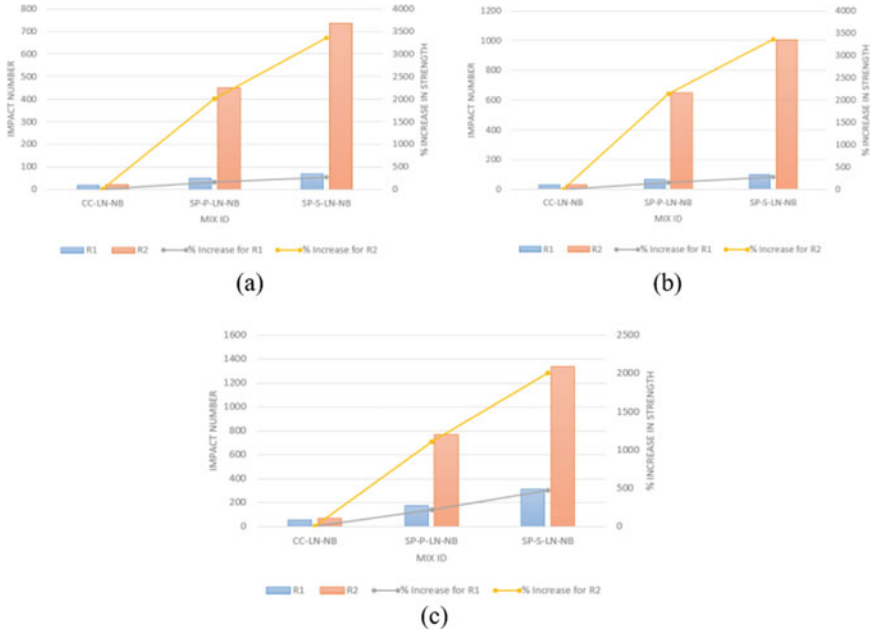 800
700
600
500
400
300
200
100
0
IMPACT NUMBER
4000
3500
3000
2500
2000
1500
1000
500
0
% INCREASE IN STRENGTH
CC-LN-NB SP-P-LN-NB SP-S-LN-NB
MIX ID
R1 R2 % Increase for R1 % Increase for R2
(a)
1200
1000
800
600
400
200
0
IMPACT NUMBER
4000
3500
3000
2500
2000
1500
1000
500
0
% INCREASE IN STRENGTH
CC-LN-NB SP-P-LN-NB SP-S-LN-NB
MIX ID
R1 R2 % Increase for R1 % Increase for R2
(b)
1600
1400
1200
1000
800
600
400
200
0
IMPACT NUMBER
2500
2000
1500
1000
500
0
% INCREASE IN STRENGTH
CC-LN-NB SP-P-LN-NB SP-S-LN-NB
MIX ID
R1 R2 % Increase for R1 % Increase for R2
(c)